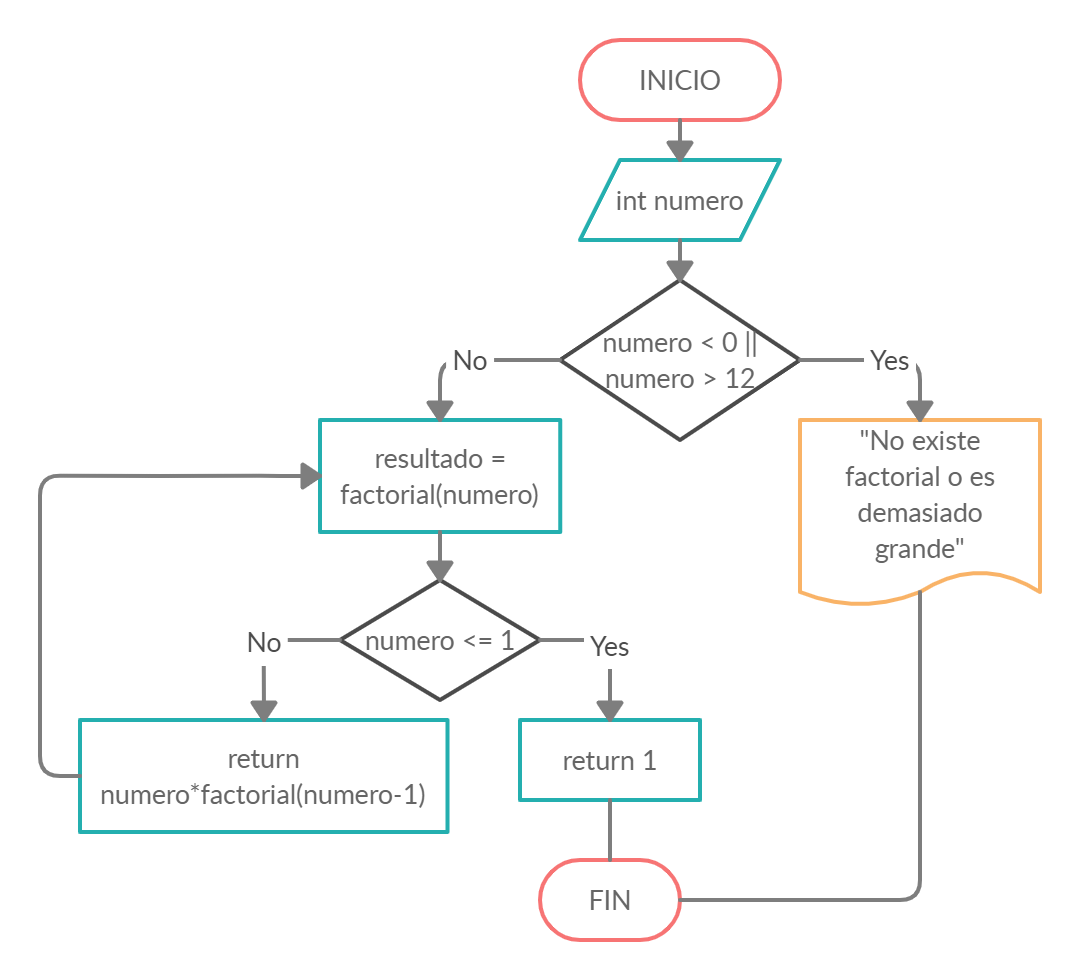 INICIO
int numero
numero < 0 ||
numero > 12
No
Yes
resultado =
factorial(numero)
"No existe
factorial o es
demasiado
grande"
numero <= 1
No
Yes
return
numero*factorial(numero-1)
return 1
FIN